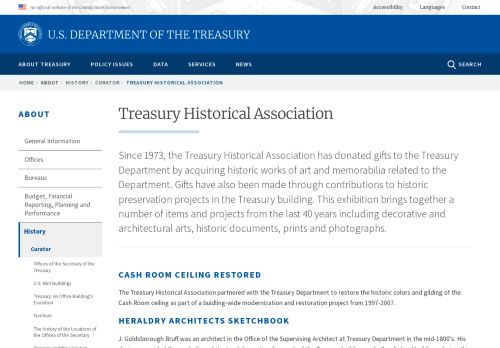 An official website of the United States Government
Accessibility Languages Contact
U.S. DEPARTMENT OF THE TREASURY
ABOUT TREASURY POLICY ISSUES DATA SERVICES NEWS SEARCH
HOME ABOUT HISTORY CURATOR TREASURY HISTORICAL ASSOCIATION
ABOUT
General Information
Offices
Bureaus
Budget, Financial
Reporting, Planning and
Performance
History
Curator
Offices of the Secretary of the
Treasury
U.S. Mint Buildings
Treasury: An Office Building's
Evolution
Furniture
The History of the Locations of
the Offices of the Secretary
Treasury Historical Association
Since 1973, the Treasury Historical Association has donated gifts to the Treasury
Department by acquiring historic works of art and memorabilia related to the
Department. Gifts have also been made through contributions to historic
preservation projects in the Treasury building. This exhibition brings together a
number of items and projects from the last 40 years including decorative and
architectural arts, historic documents, prints and photographs.
CASH ROOM CEILING RESTORED
The Treasury Historical Association partnered with the Treasury Department to restore the historic colors and gilding of the
Cash Room ceiling as part of a buidling-wide modernization and restoration project from 1997-2007.
HERALDRY ARCHITECTS SKETCHBOOK
J. Goldsborough Bruff was an architect in the Office of the Supervising Architect at Treasury Department in the mid-1800's. His